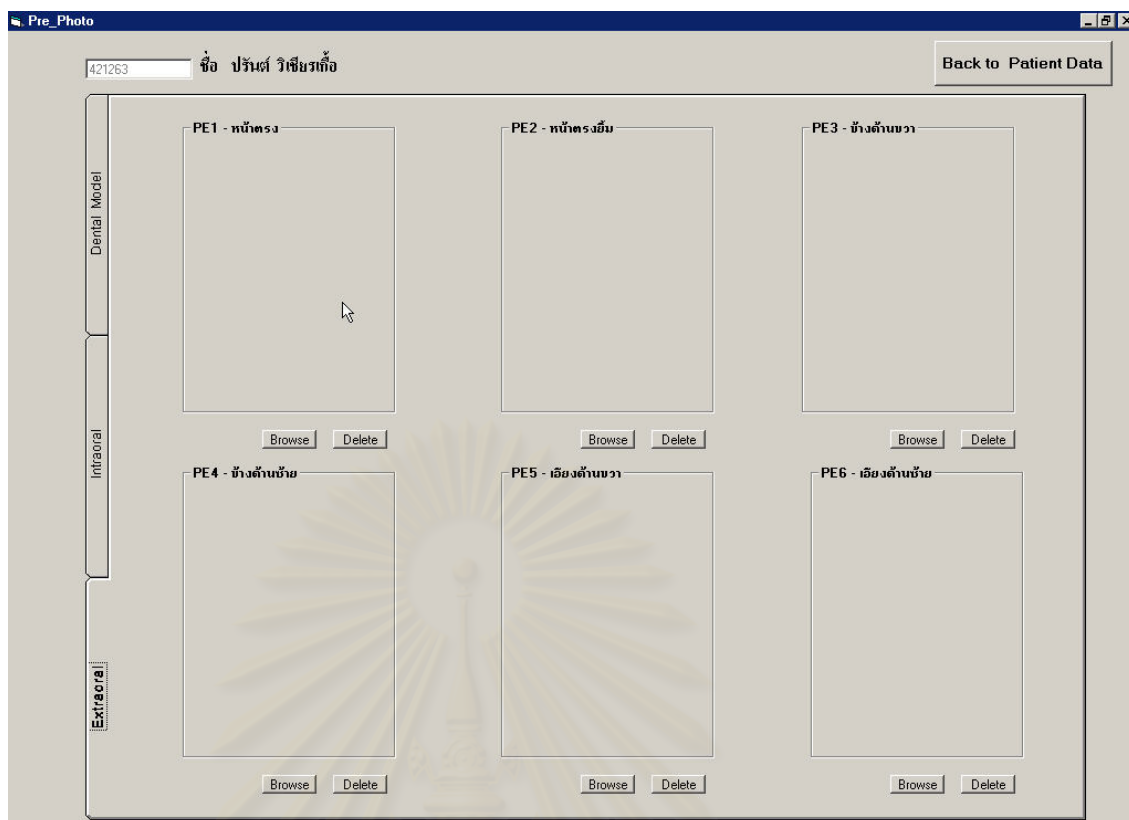 Pre_Photo
421263 ชื่อ ปรันต์ วิเชียรเกื้อ Back to Patient Data
Dental Model
Intraoral
Extraoral
PE1 - หน้าตรง PE2 - หน้าตรงยิ้ม PE3 - ข้างด้านขวา
Browse Delete Browse Delete Browse Delete
PE4 - ข้างด้านซ้าย PE5 - เอียงด้านขวา PE6 - เอียงด้านซ้าย
Browse Delete Browse Delete Browse Delete